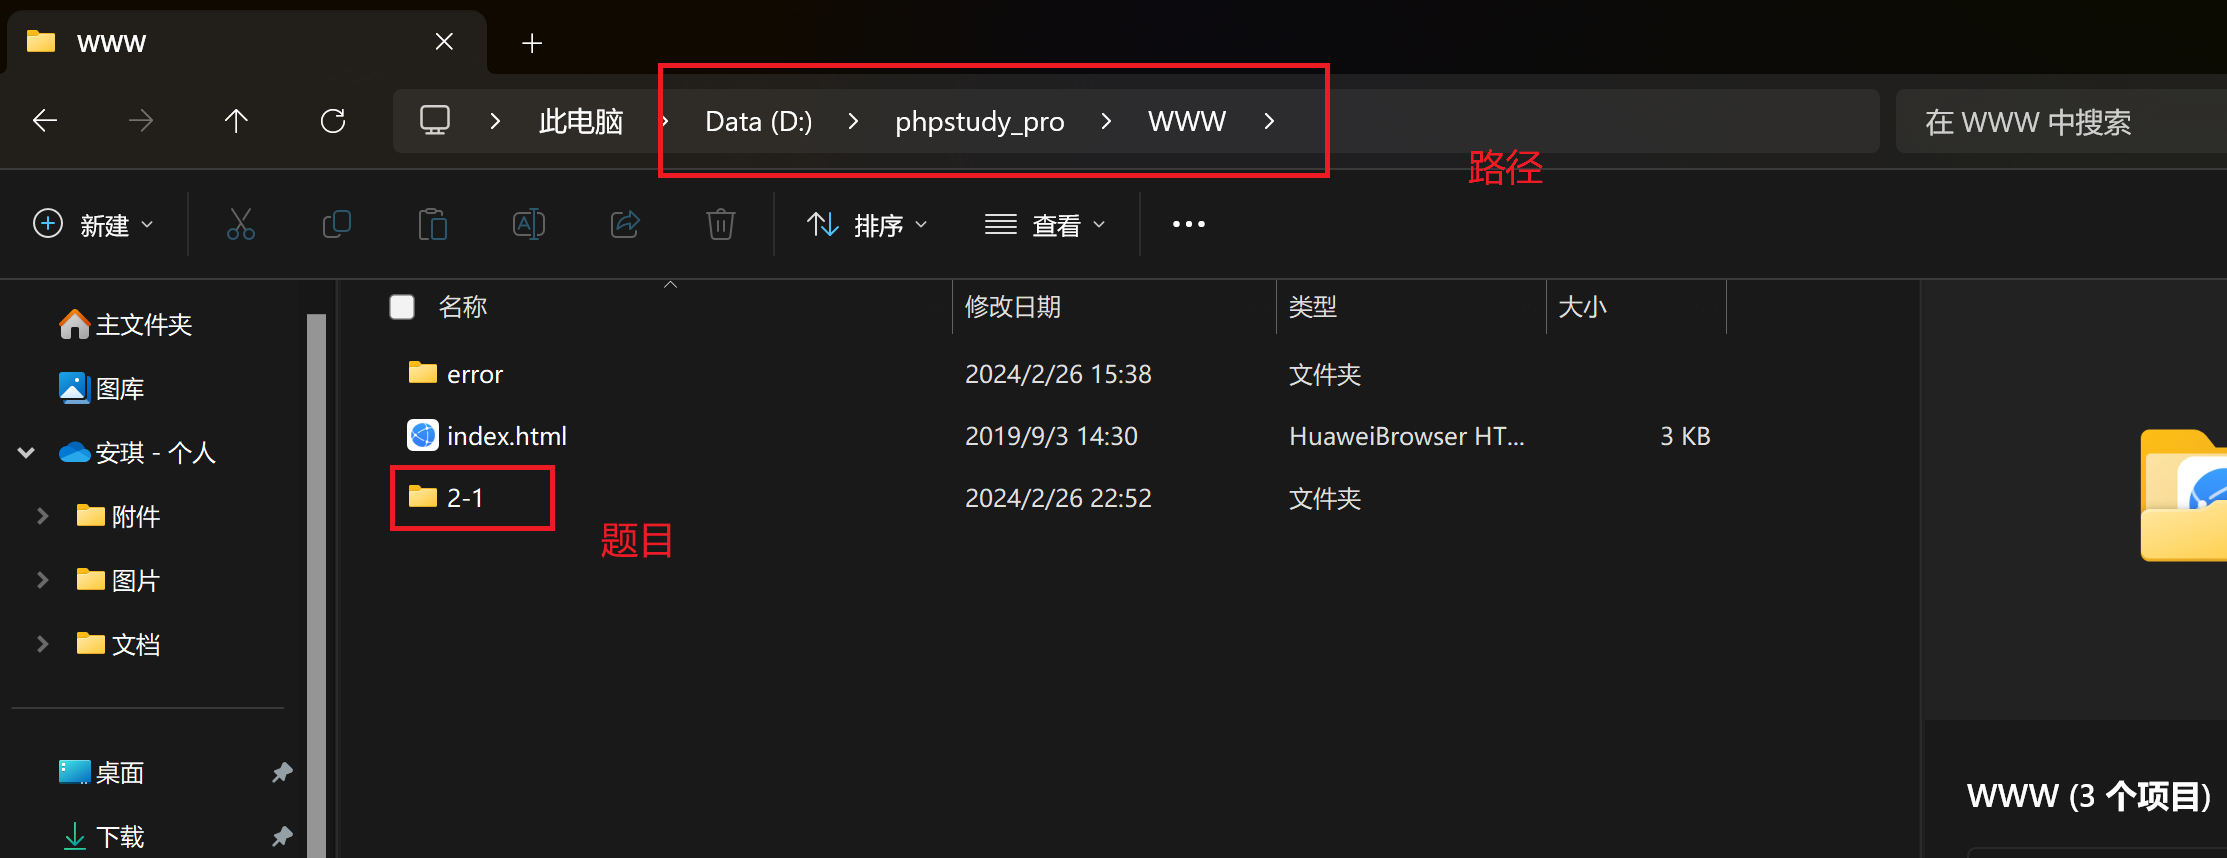 WWW
此电脑 Data (D:) phpstudy_pro WWW
在 WWW 中搜索
路径
新建 排序 查看
名称 修改日期 类型 大小
error 2024/2/26 15:38 文件夹
index.html 2019/9/3 14:30 HuaweiBrowser HT... 3 KB
2-1 2024/2/26 22:52 文件夹
题目
主文件夹
图库
安琪 - 个人
附件
图片
文档
桌面
下载
WWW (3 个项目)